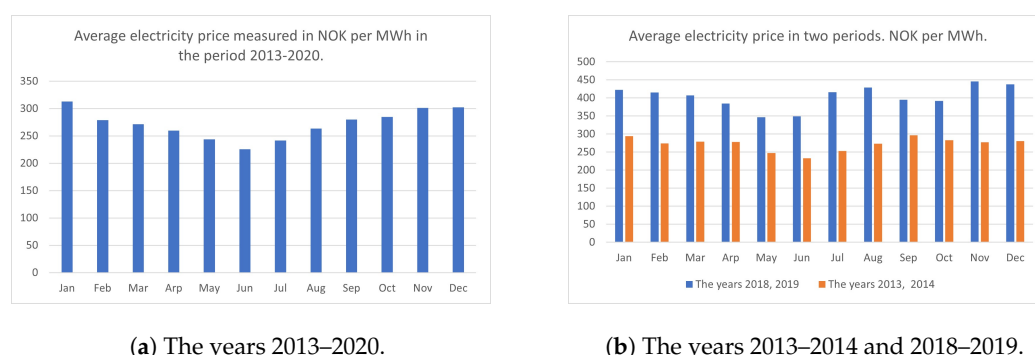 Average electricity price measured in NOK per MWh in
the period 2013-2020.
350
300
250
200
150
100
50
0
Jan Feb Mar Arp May Jun Jul Aug Sep Oct Nov Dec
(a) The years 2013–2020.
Average electricity price in two periods. NOK per MWh.
500
450
400
350
300
250
200
150
100
50
0
Jan Feb Mar Arp May Jun Jul Aug Sep Oct Nov Dec
The years 2018, 2019 The years 2013, 2014
(b) The years 2013–2014 and 2018–2019.